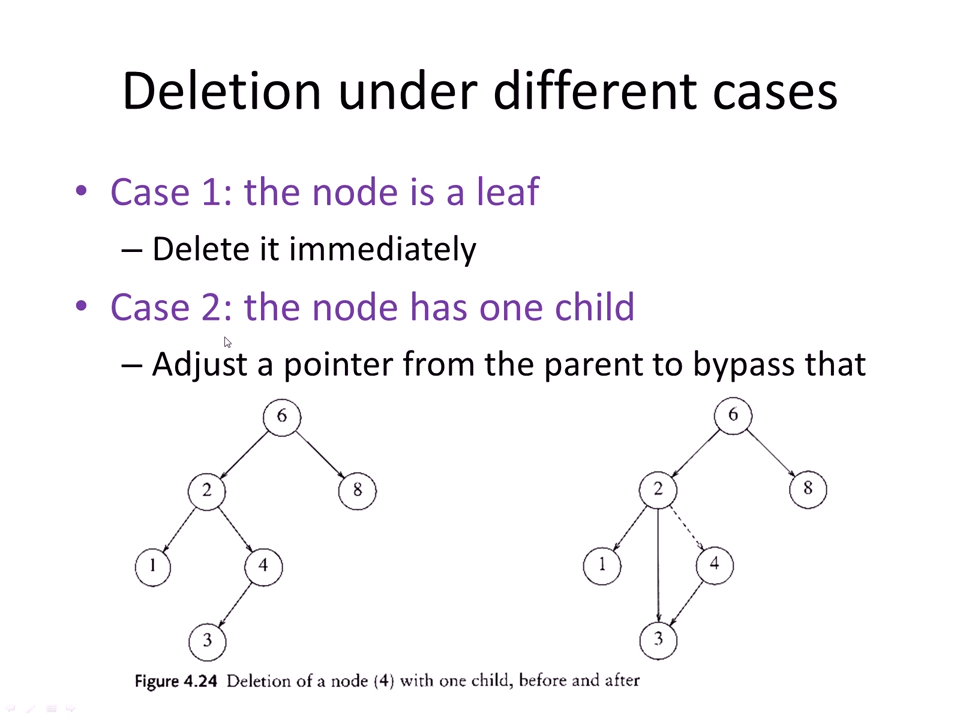 Deletion under different cases
• Case 1: the node is a leaf
– Delete it immediately
• Case 2: the node has one child
– Adjust a pointer from the parent to bypass that
6 6
2 8 2 8
1 4 1 4
3 3
Figure 4.24 Deletion of a node (4) with one child, before and after